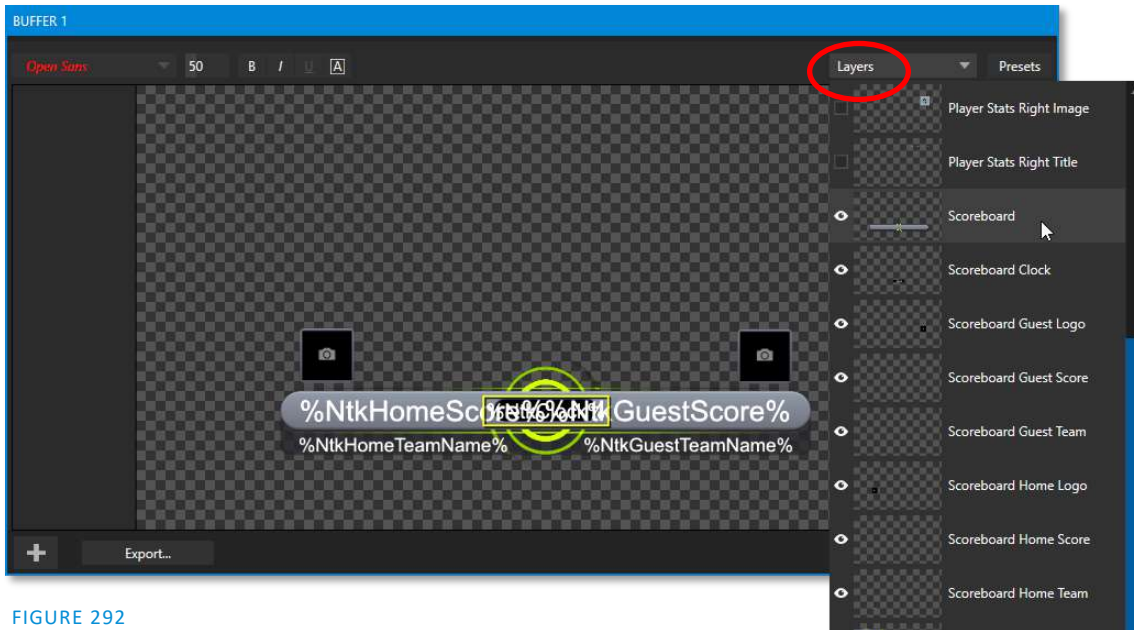 BUFFER 1
Open Sans 50 B I U A Layers Presets
Player Stats Right Image
Player Stats Right Title
Scoreboard
Scoreboard Clock
Scoreboard Guest Logo
Scoreboard Guest Score
Scoreboard Guest Team
Scoreboard Home Logo
Scoreboard Home Score
Scoreboard Home Team
%NtkHomeSco GuestScore%
%NtkHomeTeamName% %NtkGuestTeamName%
+ Export...
FIGURE 292